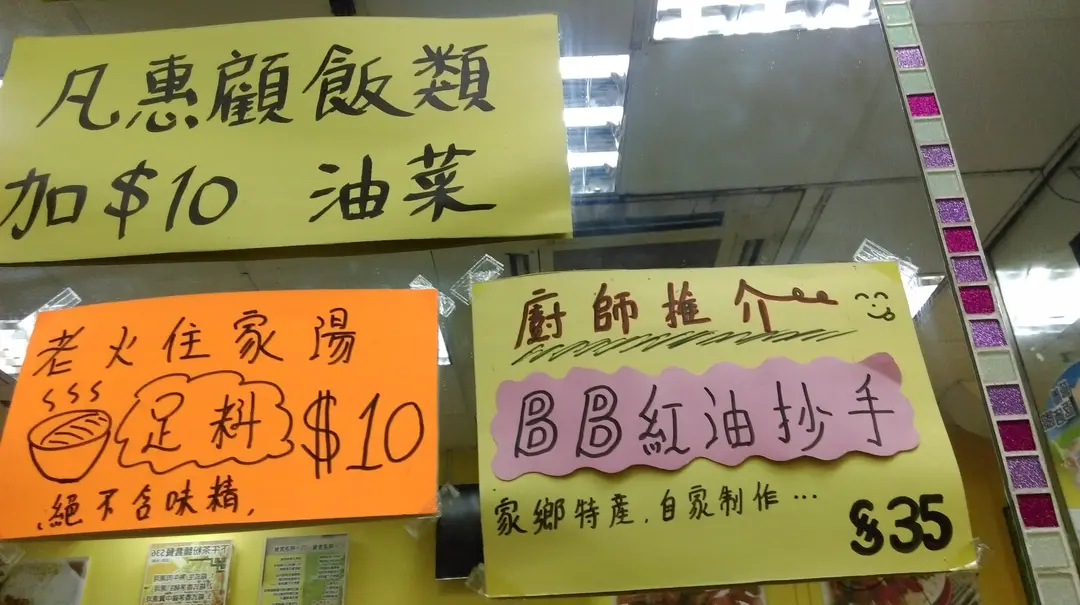 凡惠顧飯類
加$10 油菜
老火住家陽
足料 $10
絕不含味精,
廚師推介
BB紅油抄手
家鄉特產,自家制作…
$35